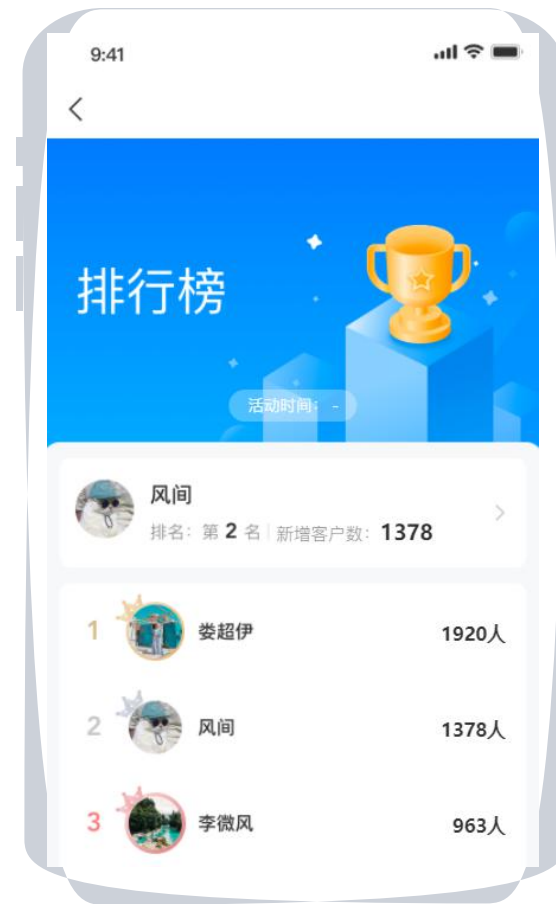 9:41
排行榜
活动时间: -
风间
排名: 第 2 名 新增客户数: 1378
1 娄超伊 1920人
2 风间 1378人
3 李微风 963人